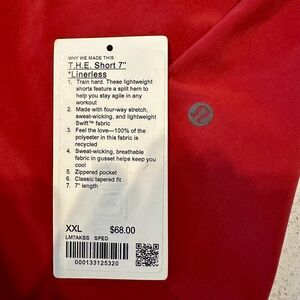 WHY WE MADE THIS
T.H.E. Short 7"
*Linerless
1. Train hard. These lightweight
shorts feature a split hem to
help you stay agile in any
workout
2. Made with four-way stretch,
sweat-wicking, and lightweight
Swift™ fabric
3. Feel the love—100% of the
polyester in this fabric is
recycled
4. Sweat-wicking, breathable
fabric in gusset helps keep you
cool
5. Zippered pocket
6. Classic tapered fit
7. 7" length
XXL $68.00
LM7AKSS SPED
000133125320